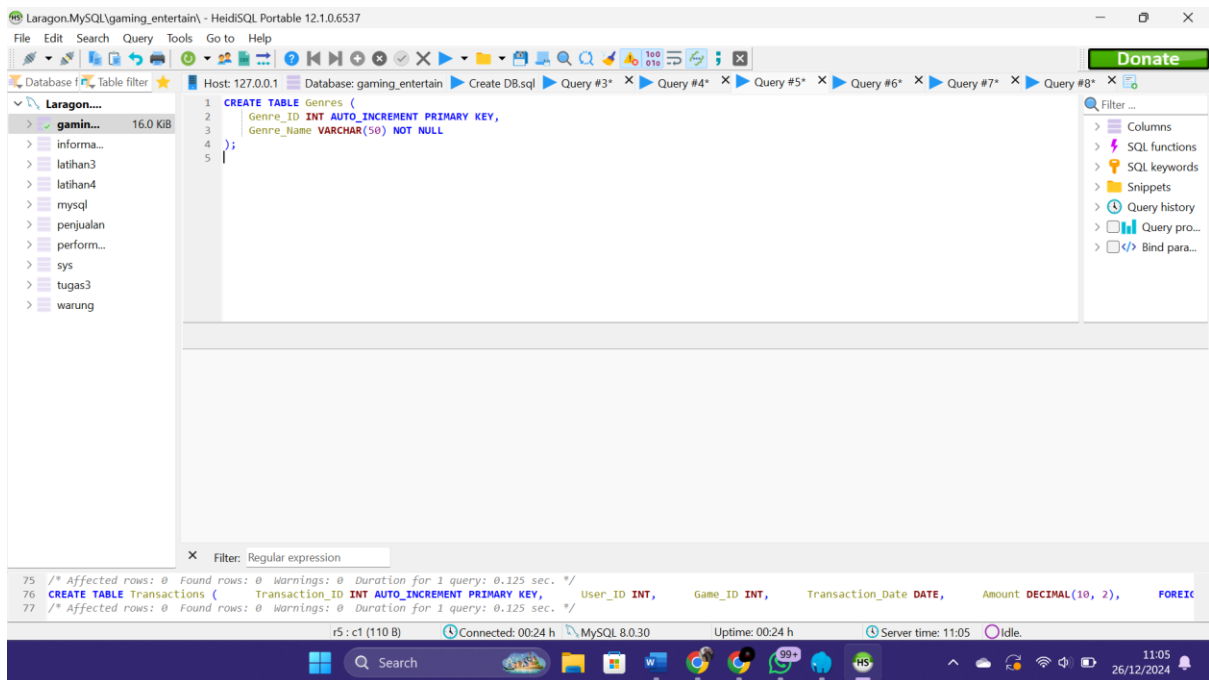 Laragon.MySQL\gaming_entertain\ - HeidiSQL Portable 12.1.0.6537
File Edit Search Query Tools Go to Help
Donate
Database f Table filter Host: 127.0.0.1 Database: gaming_entertain Create DB.sql Query #3* Query #4* Query #5* Query #6* Query #7* Query #8*
Laragon....
gamin... 16.0 KiB
informa...
latihan3
latihan4
mysql
penjualan
perform...
sys
tugas3
warung
1 CREATE TABLE Genres (
2 Genre_ID INT AUTO_INCREMENT PRIMARY KEY,
3 Genre_Name VARCHAR(50) NOT NULL
4 );
5
Filter ...
Columns
SQL functions
SQL keywords
Snippets
Query history
Query pro...
Bind para...
Filter: Regular expression
75 /* Affected rows: 0 Found rows: 0 Warnings: 0 Duration for 1 query: 0.125 sec. */
76 CREATE TABLE Transactions ( Transaction_ID INT AUTO_INCREMENT PRIMARY KEY, User_ID INT, Game_ID INT, Transaction_Date DATE, Amount DECIMAL(10, 2), FOREIG
77 /* Affected rows: 0 Found rows: 0 Warnings: 0 Duration for 1 query: 0.125 sec. */
r5 : c1 (110 B) Connected: 00:24 h MySQL 8.0.30 Uptime: 00:24 h Server time: 11:05 Idle.
Search
99+
HS
11:05
26/12/2024